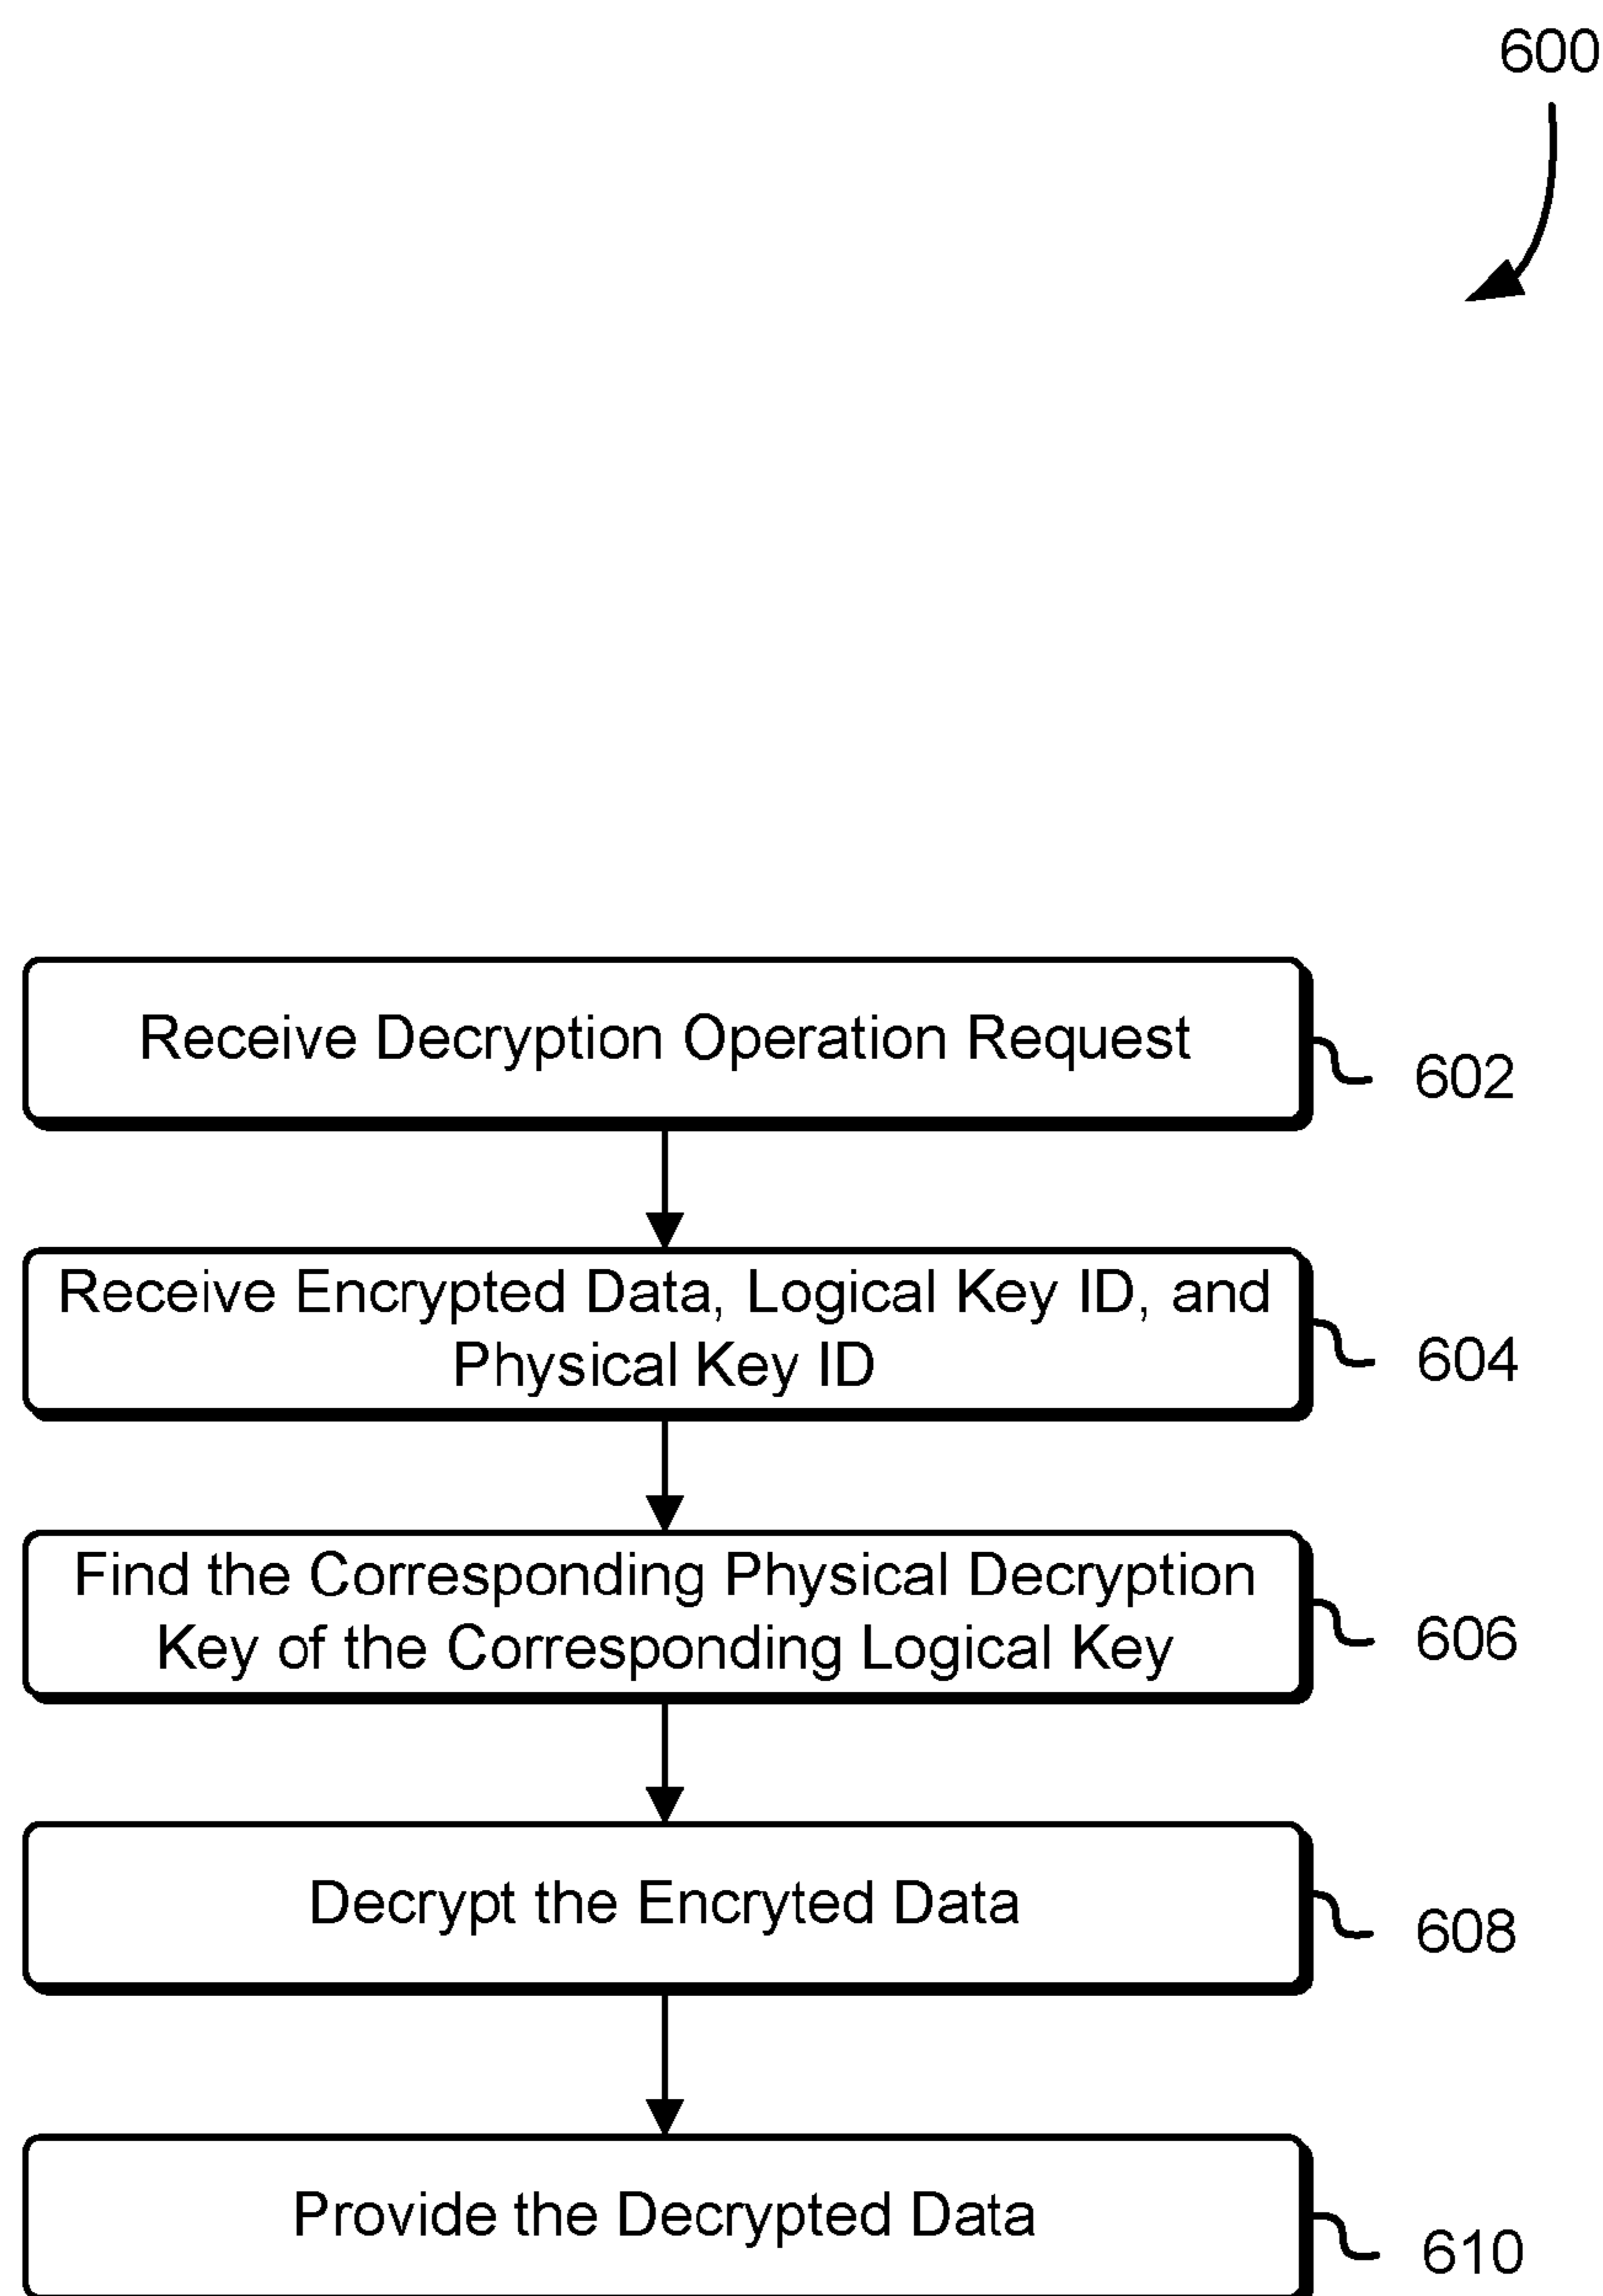 600
Receive Decryption Operation Request
602
Receive Encrypted Data, Logical Key ID, and
Physical Key ID
604
Find the Corresponding Physical Decryption
Key of the Corresponding Logical Key
606
Decrypt the Encryted Data
608
Provide the Decrypted Data
610